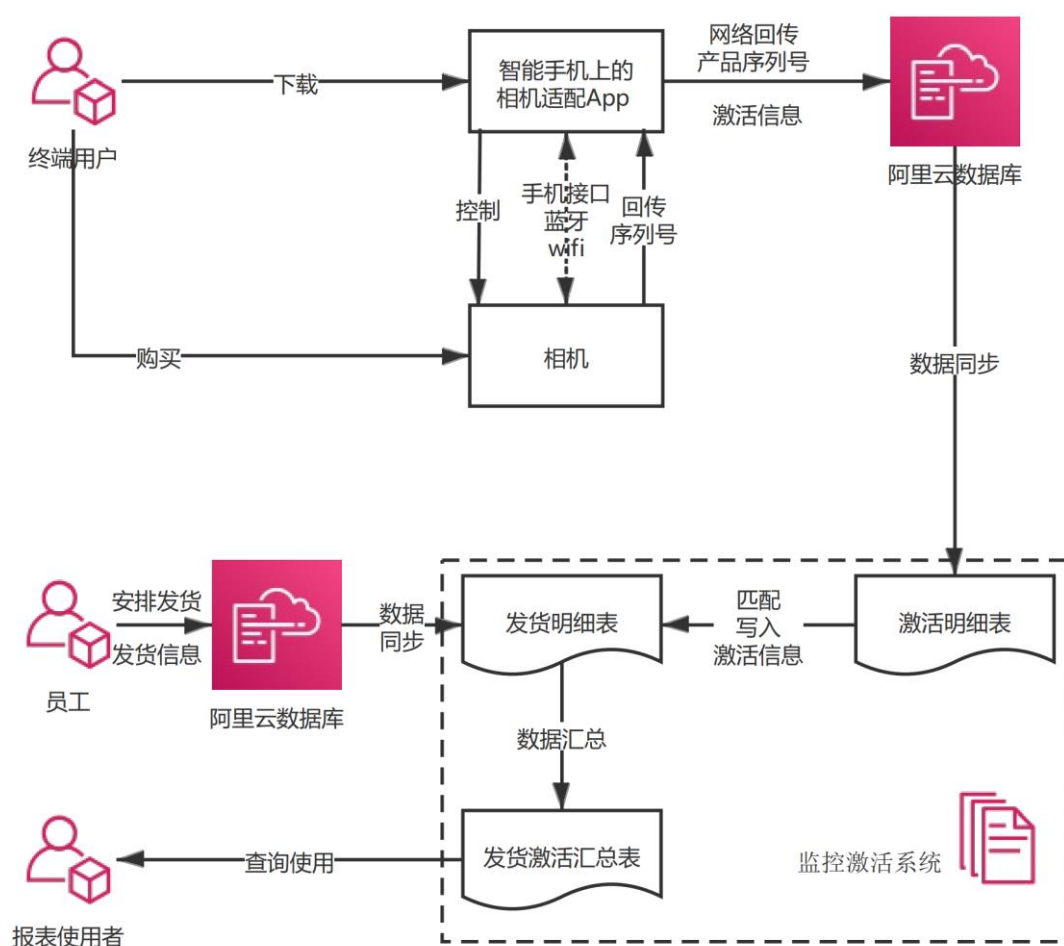 下载
智能手机上的
相机适配App
网络回传
产品序列号
激活信息
终端用户
阿里云数据库
控制
手机接口
蓝牙
wifi
回传
序列号
购买
相机
数据同步
安排发货
发货信息
员工
阿里云数据库
数据
同步
发货明细表
匹配
写入
激活信息
激活明细表
数据汇总
发货激活汇总表
查询使用
报表使用者
监控激活系统